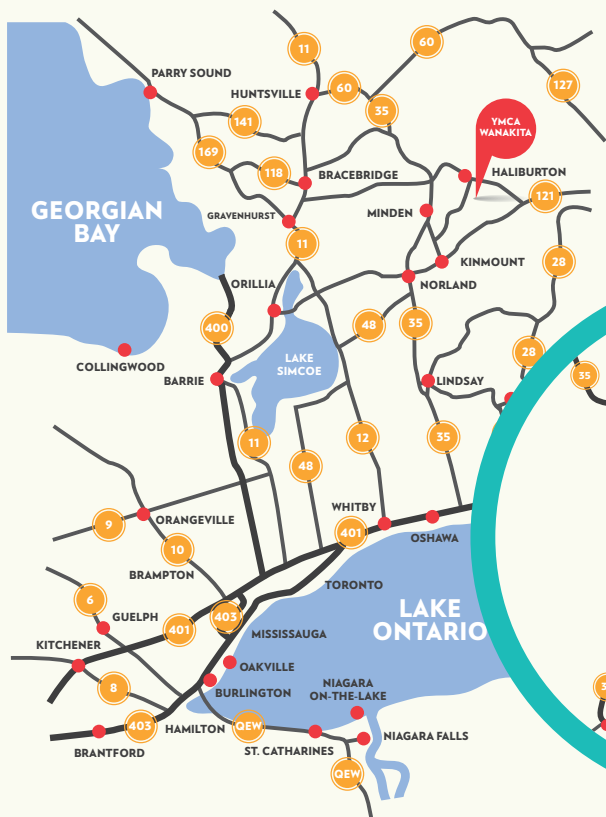 11
60
PARRY SOUND
127
HUNTSVILLE
60
35
141
YMCA
WANAKITA
169
118
BRACEBRIDGE
HALIBURTON
121
GEORGIAN
BAY
GRAVENHURST
MINDEN
11
KINMOUNT
28
ORILLIA
NORLAND
400
48
35
COLLINGWOOD
LAKE
SIMCOE
28
BARRIE
LINDSAY
35
11
12
35
48
WHITBY
9
ORANGEVILLE
401
OSHAWA
10
BRAMPTON
TORONTO
6
GUELPH
403
LAKE
ONTARIO
401
MISSISSAUGA
KITCHENER
OAKVILLE
8
BURLINGTON
NIAGARA
ON-THE-LAKE
403
HAMILTON
QEW
NIAGARA FALLS
BRANTFORD
ST. CATHARINES
QEW